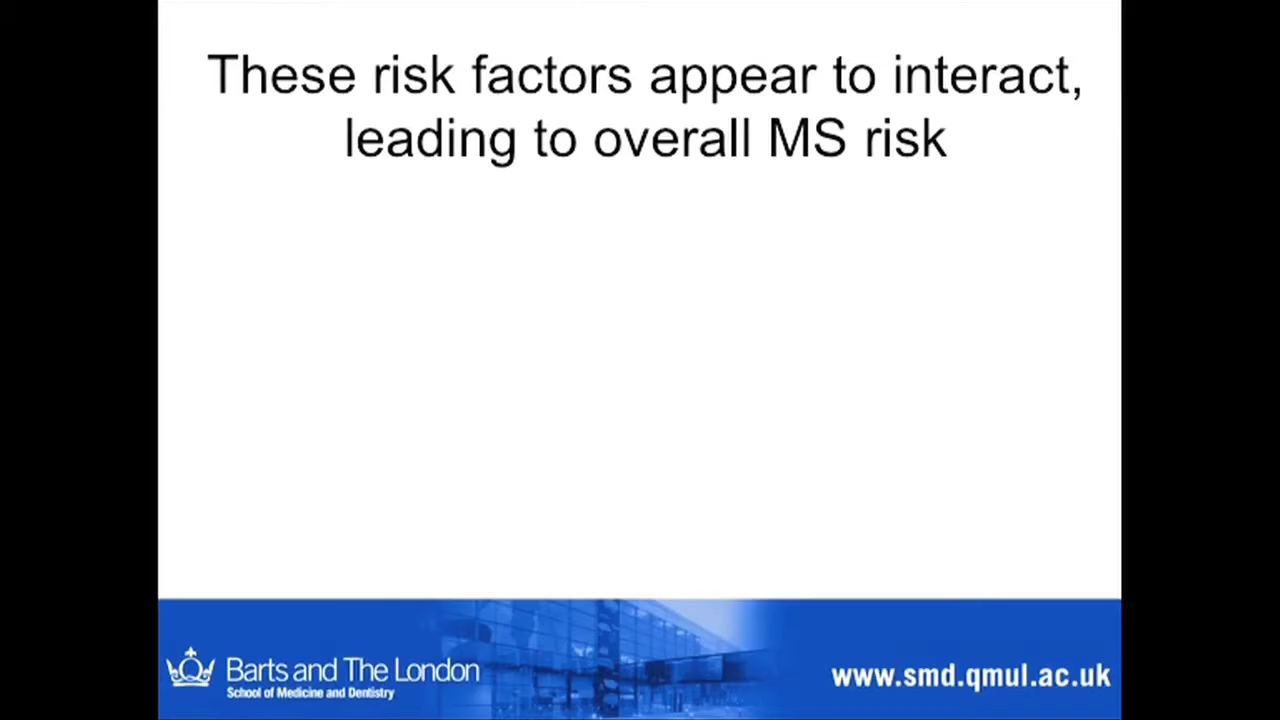 These risk factors appear to interact,
leading to overall MS risk
Barts and The London
School of Medicine and Dentistry
www.smd.qmul.ac.uk